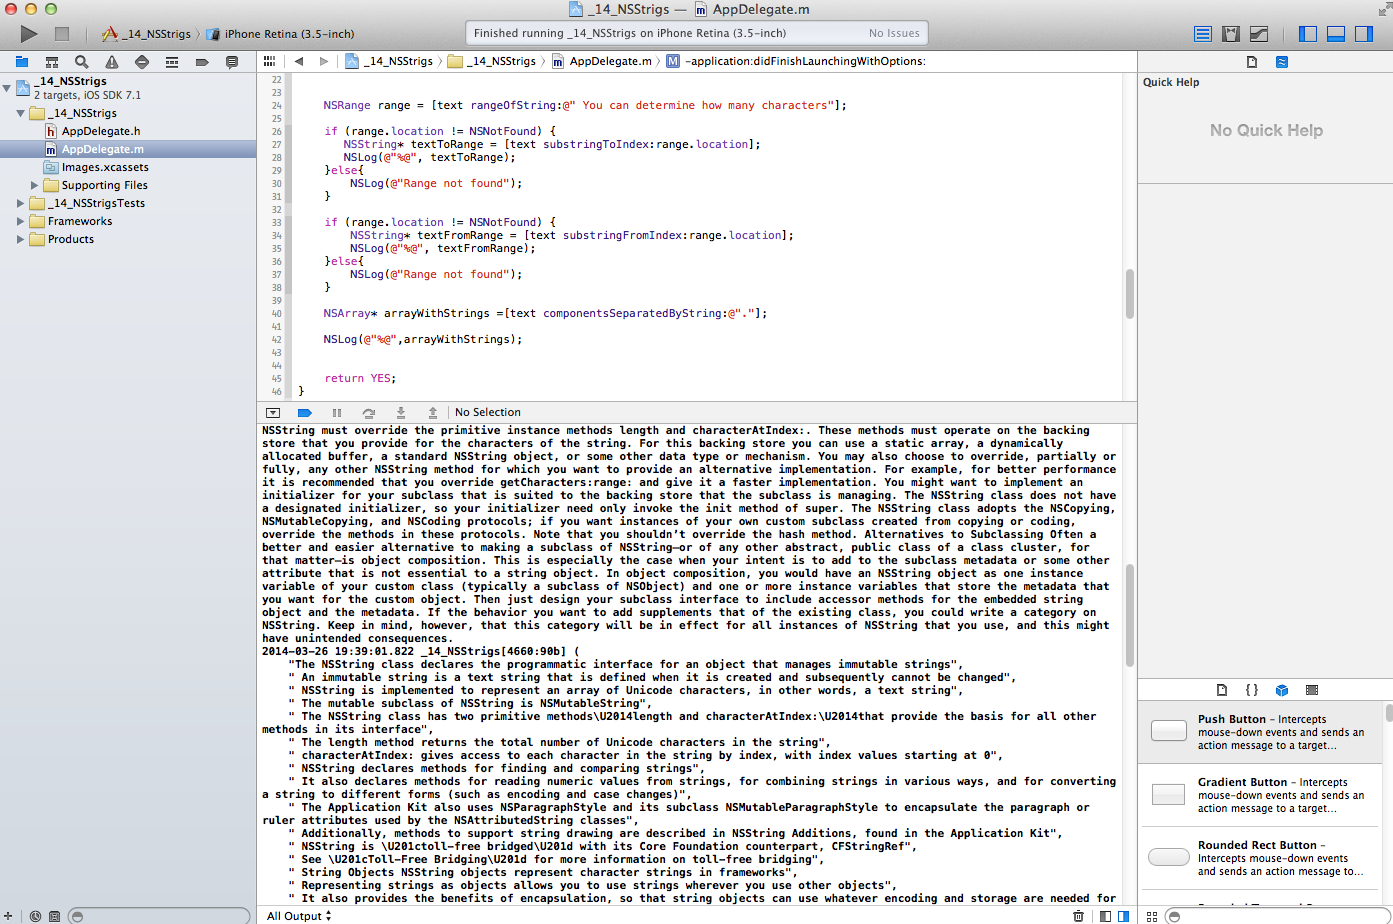 _14_NSStrigs — AppDelegate.m
_14_NSStrigs 〉 iPhone Retina (3.5-inch)
Finished running _14_NSStrigs on iPhone Retina (3.5-inch)
No Issues
_14_NSStrigs 〉 _14_NSStrigs 〉 AppDelegate.m 〉 M -application:didFinishLaunchingWithOptions:
_14_NSStrigs
2 targets, iOS SDK 7.1
_14_NSStrigs
h AppDelegate.h
m AppDelegate.m
Images.xcassets
Supporting Files
_14_NSStrigsTests
Frameworks
Products
22
23
24 NSRange range = [text rangeOfString:@" You can determine how many characters"];
25
26 if (range.location != NSNotFound) {
27 NSString* textToRange = [text substringToIndex:range.location];
28 NSLog(@"%@", textToRange);
29 }else{
30 NSLog(@"Range not found");
31 }
32
33 if (range.location != NSNotFound) {
34 NSString* textFromRange = [text substringFromIndex:range.location];
35 NSLog(@"%@", textFromRange);
36 }else{
37 NSLog(@"Range not found");
38 }
39
40 NSArray* arrayWithStrings =[text componentsSeparatedByString:@"."];
41
42 NSLog(@"%@",arrayWithStrings);
43
44
45 return YES;
46 }
No Selection
NSString must override the primitive instance methods length and characterAtIndex:. These methods must operate on the backing
store that you provide for the characters of the string. For this backing store you can use a static array, a dynamically
allocated buffer, a standard NSString object, or some other data type or mechanism. You may also choose to override, partially or
fully, any other NSString method for which you want to provide an alternative implementation. For example, for better performance
it is recommended that you override getCharacters:range: and give it a faster implementation. You might want to implement an
initializer for your subclass that is suited to the backing store that the subclass is managing. The NSString class does not have
a designated initializer, so your initializer need only invoke the init method of super. The NSString class adopts the NSCopying,
NSMutableCopying, and NSCoding protocols; if you want instances of your own custom subclass created from copying or coding,
override the methods in these protocols. Note that you shouldn’t override the hash method. Alternatives to Subclassing Often a
better and easier alternative to making a subclass of NSString—or of any other abstract, public class of a class cluster, for
that matter—is object composition. This is especially the case when your intent is to add to the subclass metadata or some other
attribute that is not essential to a string object. In object composition, you would have an NSString object as one instance
variable of your custom class (typically a subclass of NSObject) and one or more instance variables that store the metadata that
you want for the custom object. Then just design your subclass interface to include accessor methods for the embedded string
object and the metadata. If the behavior you want to add supplements that of the existing class, you could write a category on
NSString. Keep in mind, however, that this category will be in effect for all instances of NSString that you use, and this might
have unintended consequences.
2014-03-26 19:39:01.822 _14_NSStrigs[4660:90b] (
"The NSString class declares the programmatic interface for an object that manages immutable strings",
" An immutable string is a text string that is defined when it is created and subsequently cannot be changed",
" NSString is implemented to represent an array of Unicode characters, in other words, a text string",
" The mutable subclass of NSString is NSMutableString",
" The NSString class has two primitive methods\U2014length and characterAtIndex:\U2014that provide the basis for all other
methods in its interface",
" The length method returns the total number of Unicode characters in the string",
" characterAtIndex: gives access to each character in the string by index, with index values starting at 0",
" NSString declares methods for finding and comparing strings",
" It also declares methods for reading numeric values from strings, for combining strings in various ways, and for converting
a string to different forms (such as encoding and case changes)",
" The Application Kit also uses NSParagraphStyle and its subclass NSMutableParagraphStyle to encapsulate the paragraph or
ruler attributes used by the NSAttributedString classes",
" Additionally, methods to support string drawing are described in NSString Additions, found in the Application Kit",
" NSString is \U201ctoll-free bridged\U201d with its Core Foundation counterpart, CFStringRef",
" See \U201cToll-Free Bridging\U201d for more information on toll-free bridging",
" String Objects NSString objects represent character strings in frameworks",
" Representing strings as objects allows you to use strings wherever you use other objects",
" It also provides the benefits of encapsulation, so that string objects can use whatever encoding and storage are needed for
All Output
Quick Help
No Quick Help
Push Button – Intercepts
mouse-down events and sends an
action message to a target...
Gradient Button – Intercepts
mouse-down events and sends an
action message to a target...
Rounded Rect Button –
Intercepts mouse-down events
and sends an action message to...